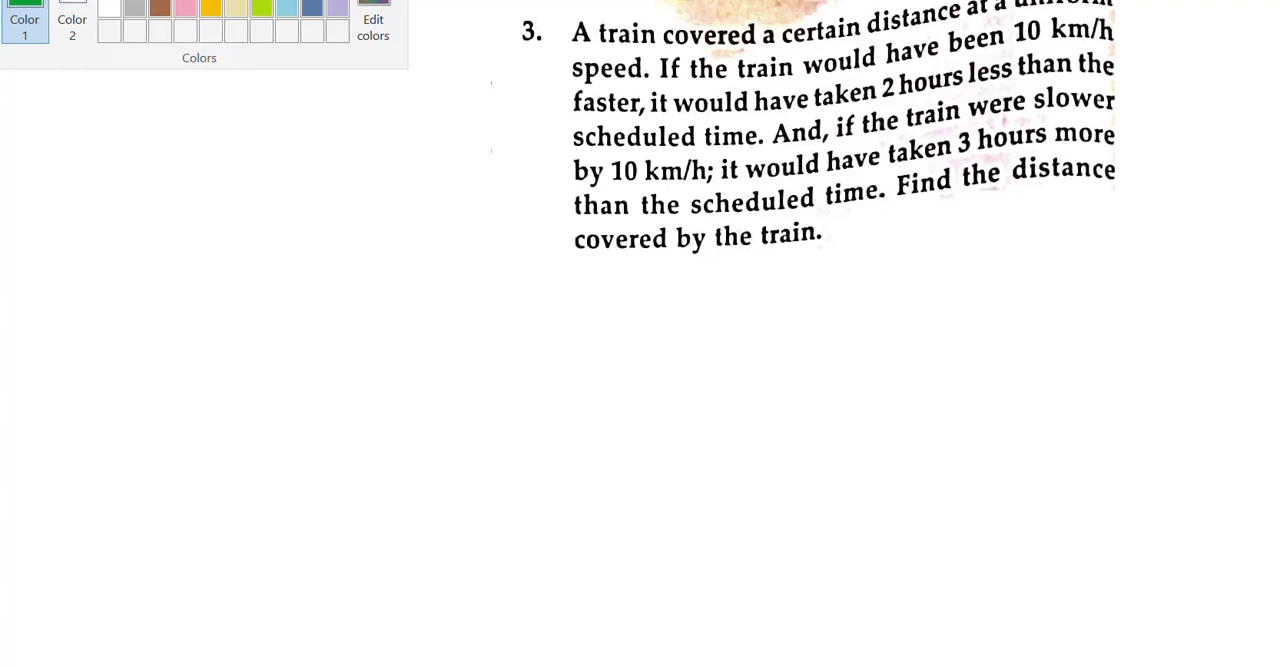 Color
1
Color
2
Edit
colors
Colors
3. A train covered a certain distance at a
speed. If the train would have been 10 km/h
faster, it would have taken 2 hours less than the
scheduled time. And, if the train were slower
by 10 km/h; it would have taken 3 hours more
than the scheduled time. Find the distance
covered by the train.